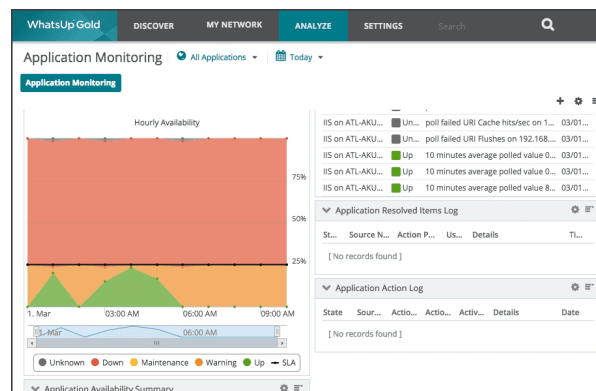 WhatsUp Gold DISCOVER MY NETWORK ANALYZE SETTINGS Search
Application Monitoring All Applications Today
Application Monitoring
Hourly Availability
75%
50%
25%
1. Mar 03:00 AM 06:00 AM 09:00 AM
1. Mar 06:00 AM
Unknown Down Maintenance Warning Up SLA
Application Availability Summary
IIS on ATL-AKU... Un... poll failed URI Cache hits/sec on 1... 03/01...
IIS on ATL-AKU... Un... poll failed URI Flushes on 192.168.... 03/01...
IIS on ATL-AKU... Up 10 minutes average polled value 0... 03/01...
IIS on ATL-AKU... Up 10 minutes average polled value 0... 03/01...
IIS on ATL-AKU... Up 10 minutes average polled value 8... 03/01...
Application Resolved Items Log
St... Source N... Action P... Us... Details Ti...
[ No records found ]
Application Action Log
State Sour... Actio... Actio... Activ... Details Date
[ No records found ]